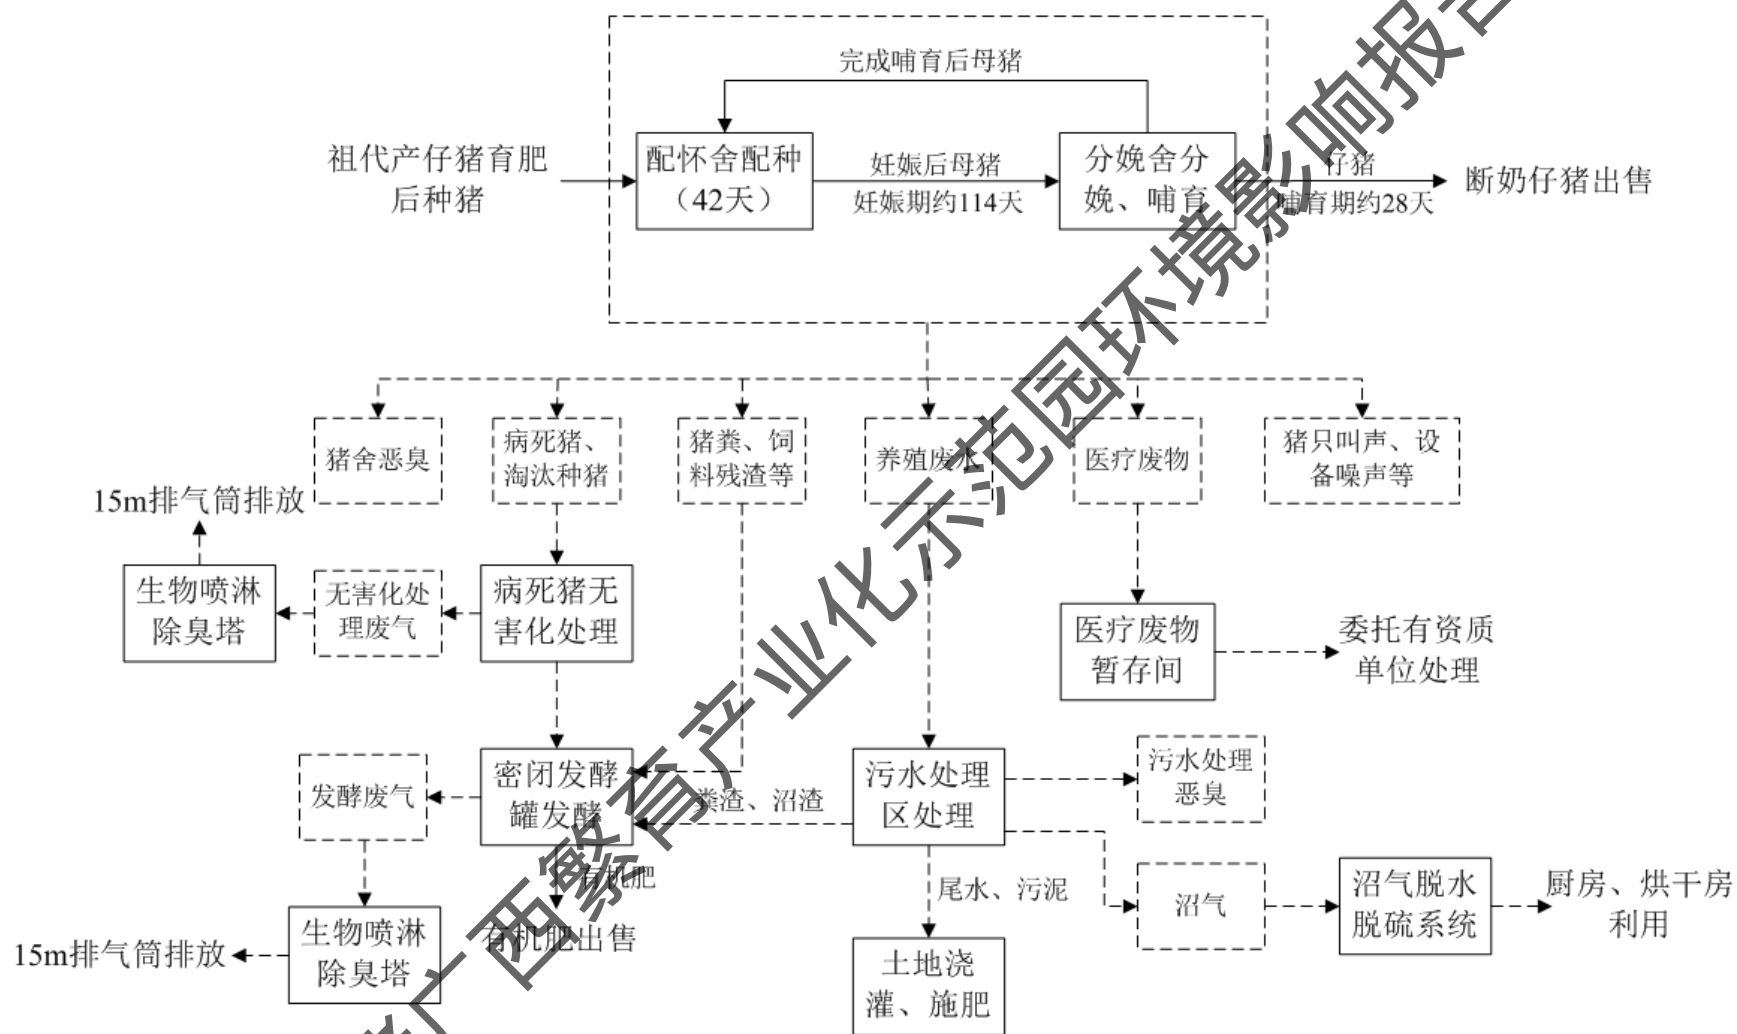 完成哺育后母猪
祖代产仔猪育肥
后种猪
配怀舍配种
（42天）
妊娠后母猪
妊娠期约114天
分娩舍分
娩、哺育
仔猪
哺育期约28天
断奶仔猪出售
猪舍恶臭
病死猪、
淘汰种猪
猪粪、饲
料残渣等
养殖废水
医疗废物
猪只叫声、设
备噪声等
15m排气筒排放
生物喷淋
除臭塔
无害化处
理废气
病死猪无
害化处理
医疗废物
暂存间
委托有资质
单位处理
发酵废气
密闭发酵
罐发酵
粪渣、沼渣
污水处理
区处理
污水处理
恶臭
有机肥
有机肥出售
尾水、污泥
沼气
沼气脱水
脱硫系统
厨房、烘干房
利用
15m排气筒排放
生物喷淋
除臭塔
土地浇
灌、施肥
广西繁育产业化示范园环境影响报告